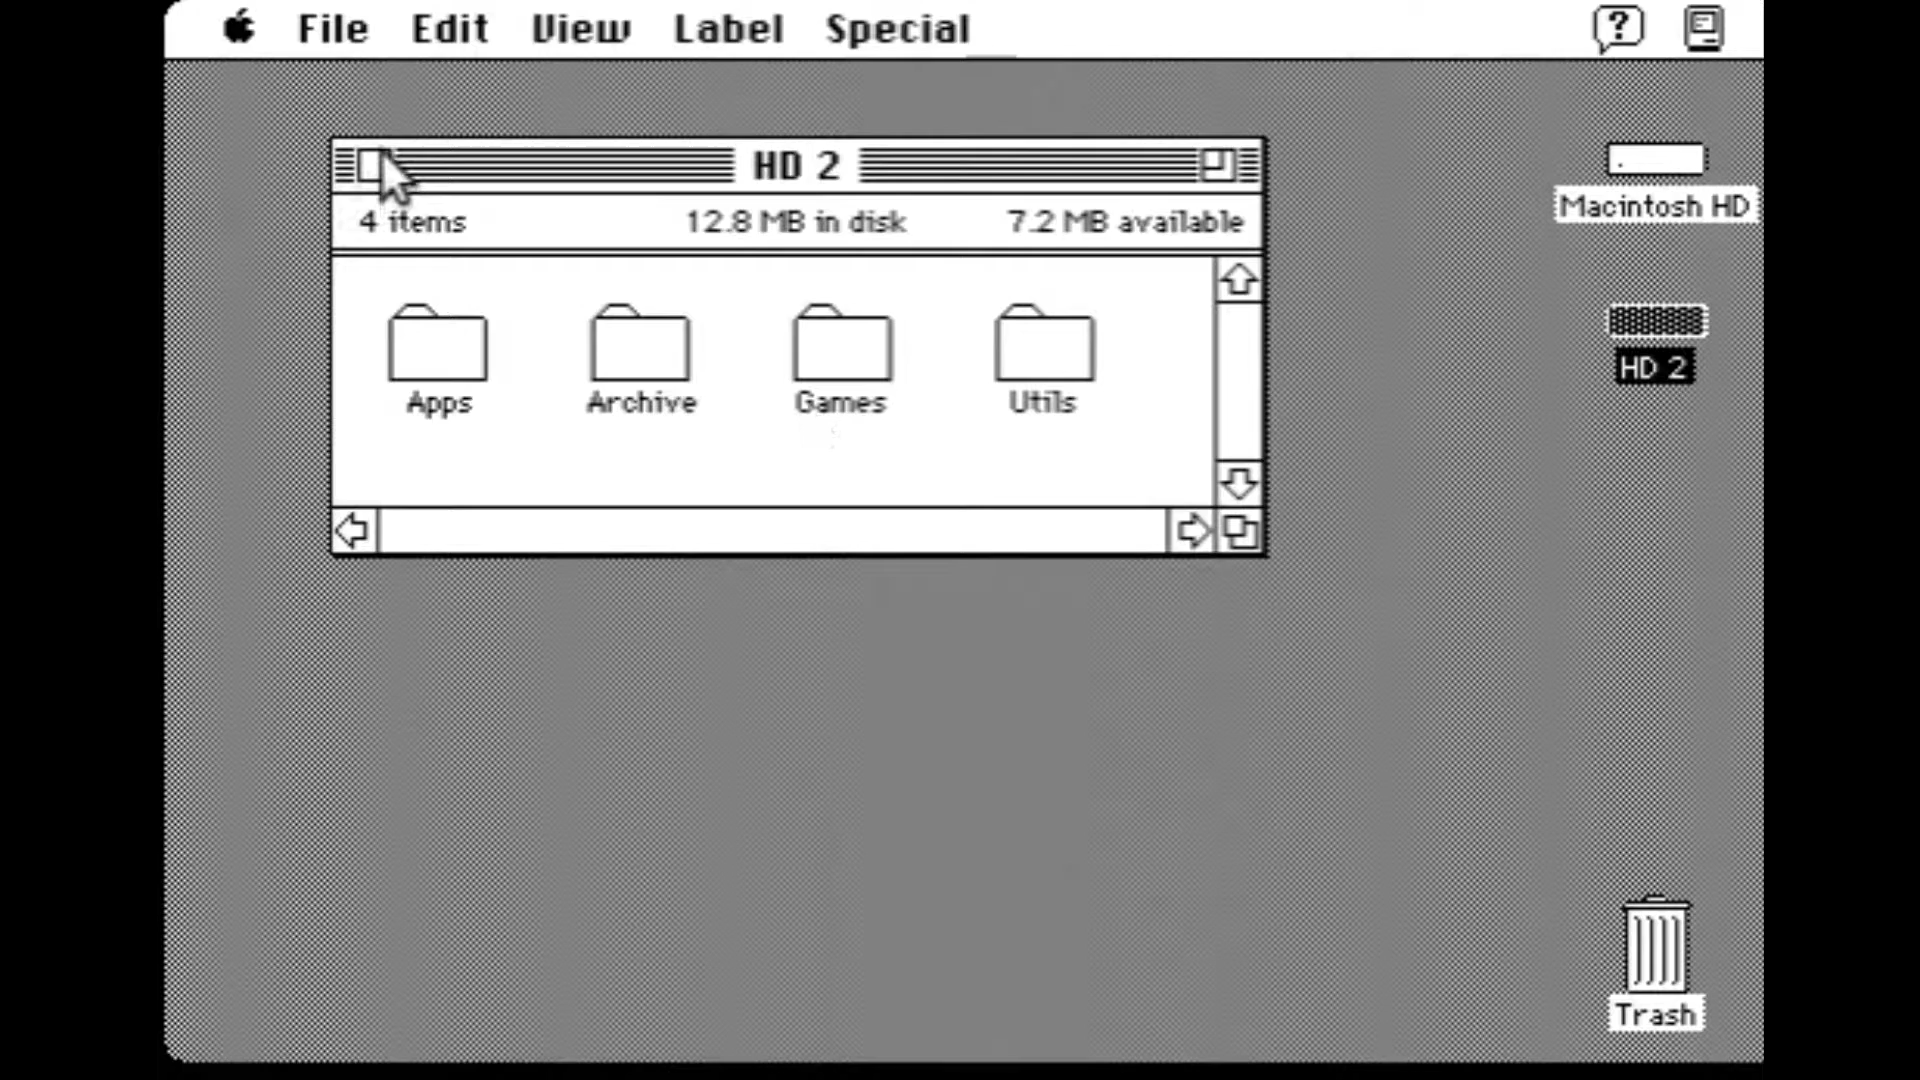 File Edit View Label Special ?
HD 2
4 items 12.8 MB in disk 7.2 MB available
Apps Archive Games Utils
Macintosh HD
HD 2
Trash